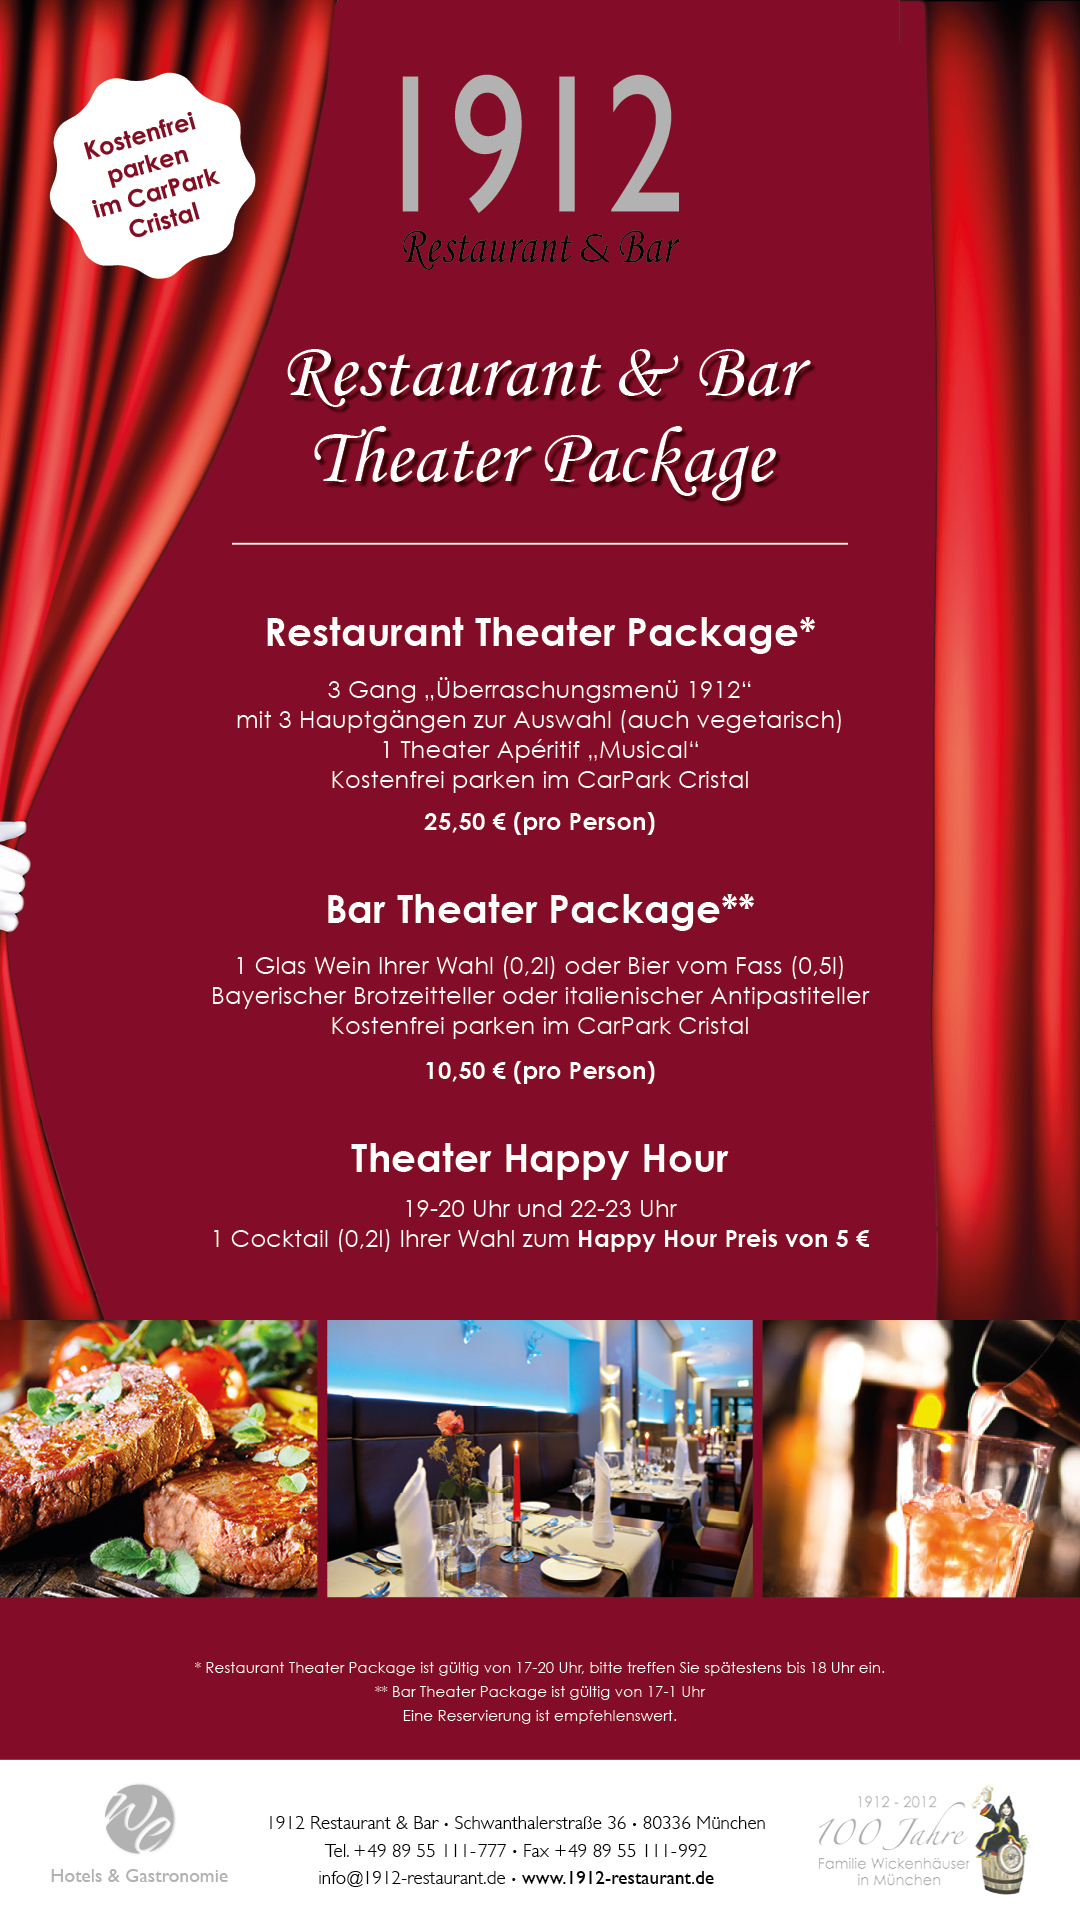 Kostenfrei
parken
im CarPark
Cristal
1912
Restaurant & Bar
Restaurant & Bar
Theater Package
Restaurant Theater Package*
3 Gang „Überraschungsmenü 1912“
mit 3 Hauptgängen zur Auswahl (auch vegetarisch)
1 Theater Apéritif „Musical“
Kostenfrei parken im CarPark Cristal
25,50 € (pro Person)
Bar Theater Package**
1 Glas Wein Ihrer Wahl (0,2l) oder Bier vom Fass (0,5l)
Bayerischer Brotzeitteller oder italienischer Antipastiteller
Kostenfrei parken im CarPark Cristal
10,50 € (pro Person)
Theater Happy Hour
19-20 Uhr und 22-23 Uhr
1 Cocktail (0,2l) Ihrer Wahl zum Happy Hour Preis von 5 €
* Restaurant Theater Package ist gültig von 17-20 Uhr, bitte treffen Sie spätestens bis 18 Uhr ein.
** Bar Theater Package ist gültig von 17-1 Uhr
Eine Reservierung ist empfehlenswert.
We
Hotels & Gastronomie
1912 Restaurant & Bar • Schwanthalerstraße 36 • 80336 München
Tel. +49 89 55 111-777 • Fax +49 89 55 111-992
info@1912-restaurant.de • www.1912-restaurant.de
1912 - 2012
100 Jahre
Familie Wickenhäuser
in München